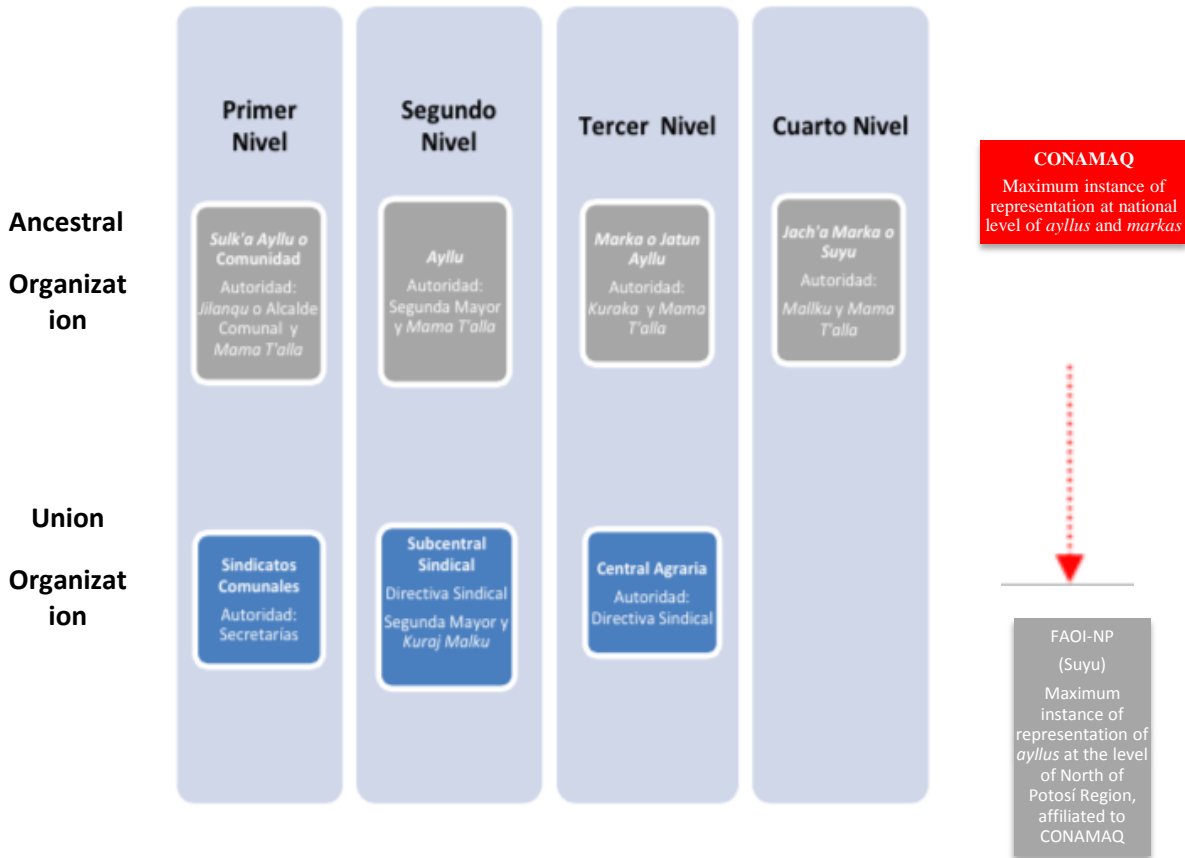 Primer
Nivel
Segundo
Nivel
Tercer Nivel
Cuarto Nivel
CONAMAQ
Maximum instance of
representation at national
level of ayllus and markas
Ancestral
Organizat
ion
Sulk'a Ayllu o
Comunidad
Autoridad:
Jilanqu o Alcalde
Comunal y
Mama T'alla
Ayllu
Autoridad:
Segunda Mayor
y Mama T'alla
Marka o Jatun
Ayllu
Autoridad:
Kuraka y Mama
T'alla
Jach'a Marka o
Suyu
Autoridad:
Mallku y Mama
T'alla
Union
Organizat
ion
Sindicatos
Comunales
Autoridad:
Secretarías
Subcentral
Sindical
Directiva Sindical
Segunda Mayor y
Kuraj Malku
Central Agraria
Autoridad:
Directiva Sindical
FAOI-NP
(Suyu)
Maximum
instance of
representation of
ayllus at the level
of North of
Potosí Region,
affiliated to
CONAMAQ